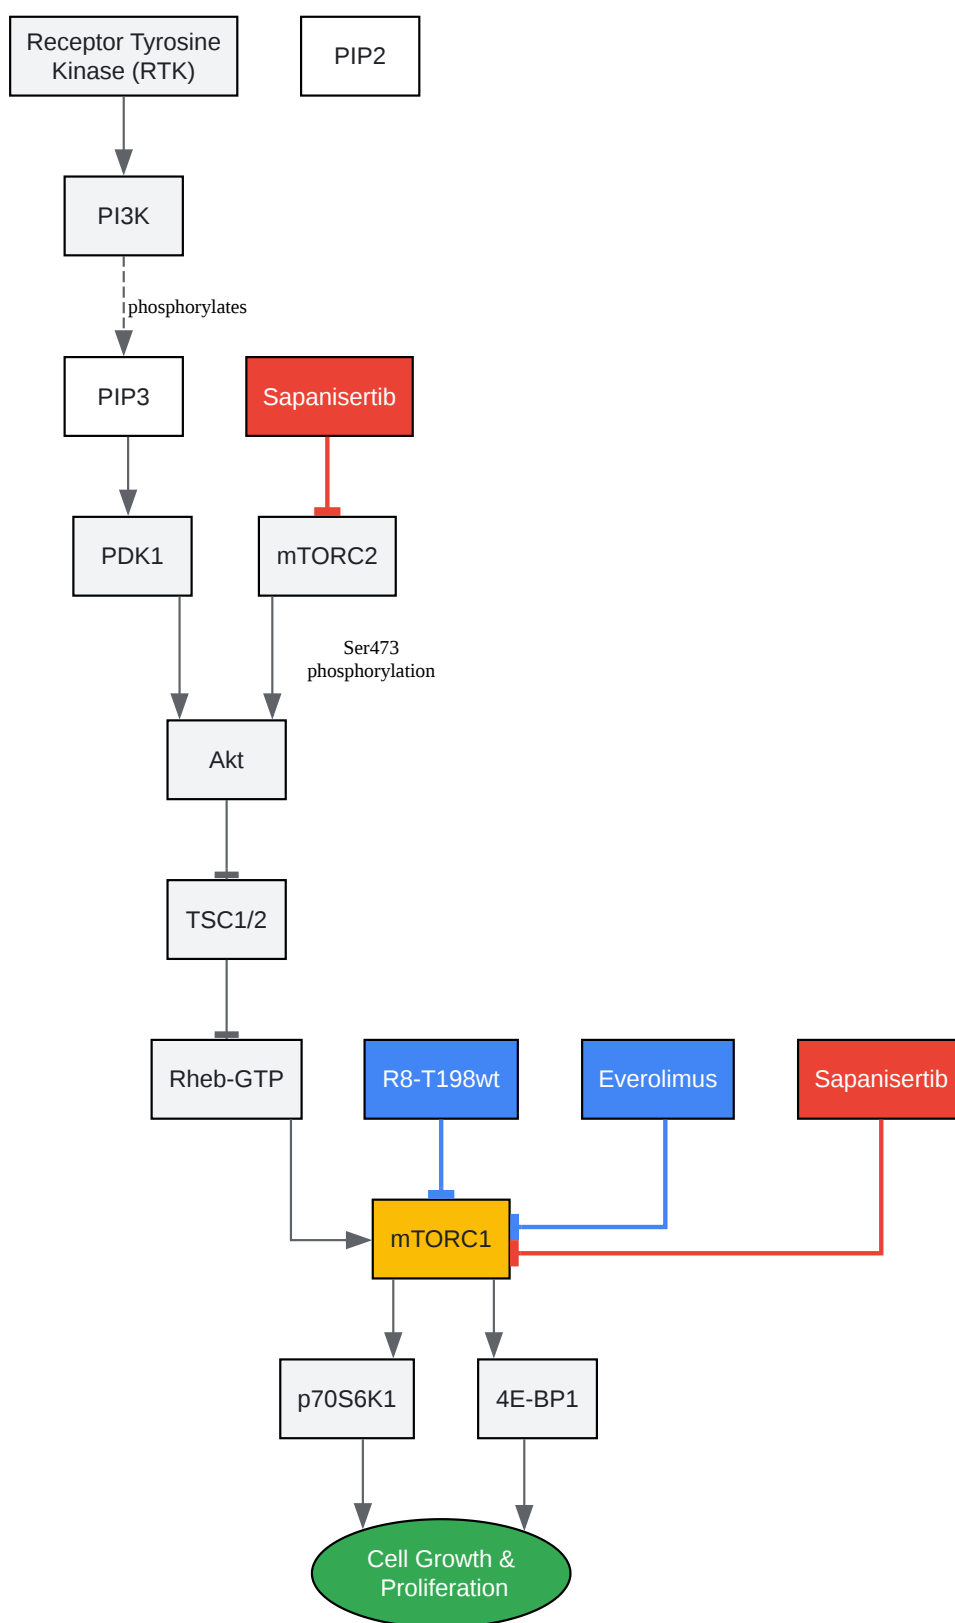 Receptor Tyrosine
Kinase (RTK)
PIP2
PI3K
phosphorylates
PIP3
Sapanisertib
PDK1
mTORC2
Ser473
phosphorylation
Akt
TSC1/2
Rheb-GTP
R8-T198wt
Everolimus
Sapanisertib
mTORC1
p70S6K1
4E-BP1
Cell Growth &
Proliferation